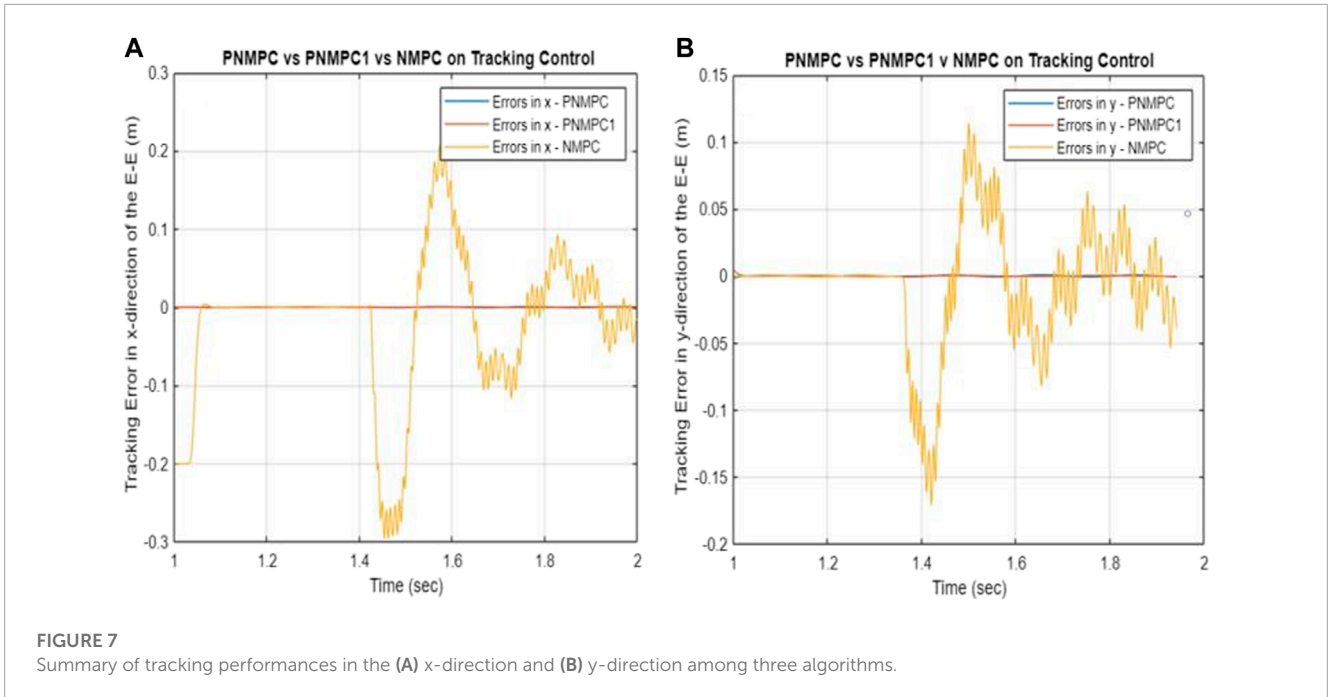 A
PNMPC vs PNMPC1 vs NMPC on Tracking Control
Errors in x - PNMPC
Errors in x - PNMPC1
Errors in x - NMPC
Tracking Error in x-direction of the E-E (m)
0.3
0.2
0.1
0
-0.1
-0.2
-0.3
1
1.2
1.4
1.6
1.8
2
Time (sec)
B
PNMPC vs PNMPC1 v NMPC on Tracking Control
Errors in y - PNMPC
Errors in y - PNMPC1
Errors in y - NMPC
Tracking Error in y-direction of the E-E (m)
0.15
0.1
0.05
0
-0.05
-0.1
-0.15
-0.2
1
1.2
1.4
1.6
1.8
2
Time (sec)
FIGURE 7
Summary of tracking performances in the (A) x-direction and (B) y-direction among three algorithms.